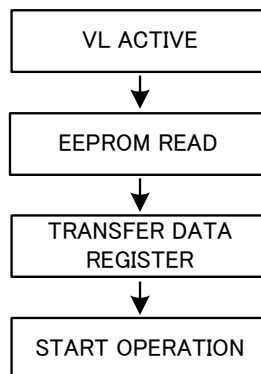 VL ACTIVE
EEPROM READ
TRANSFER DATA
REGISTER
START OPERATION